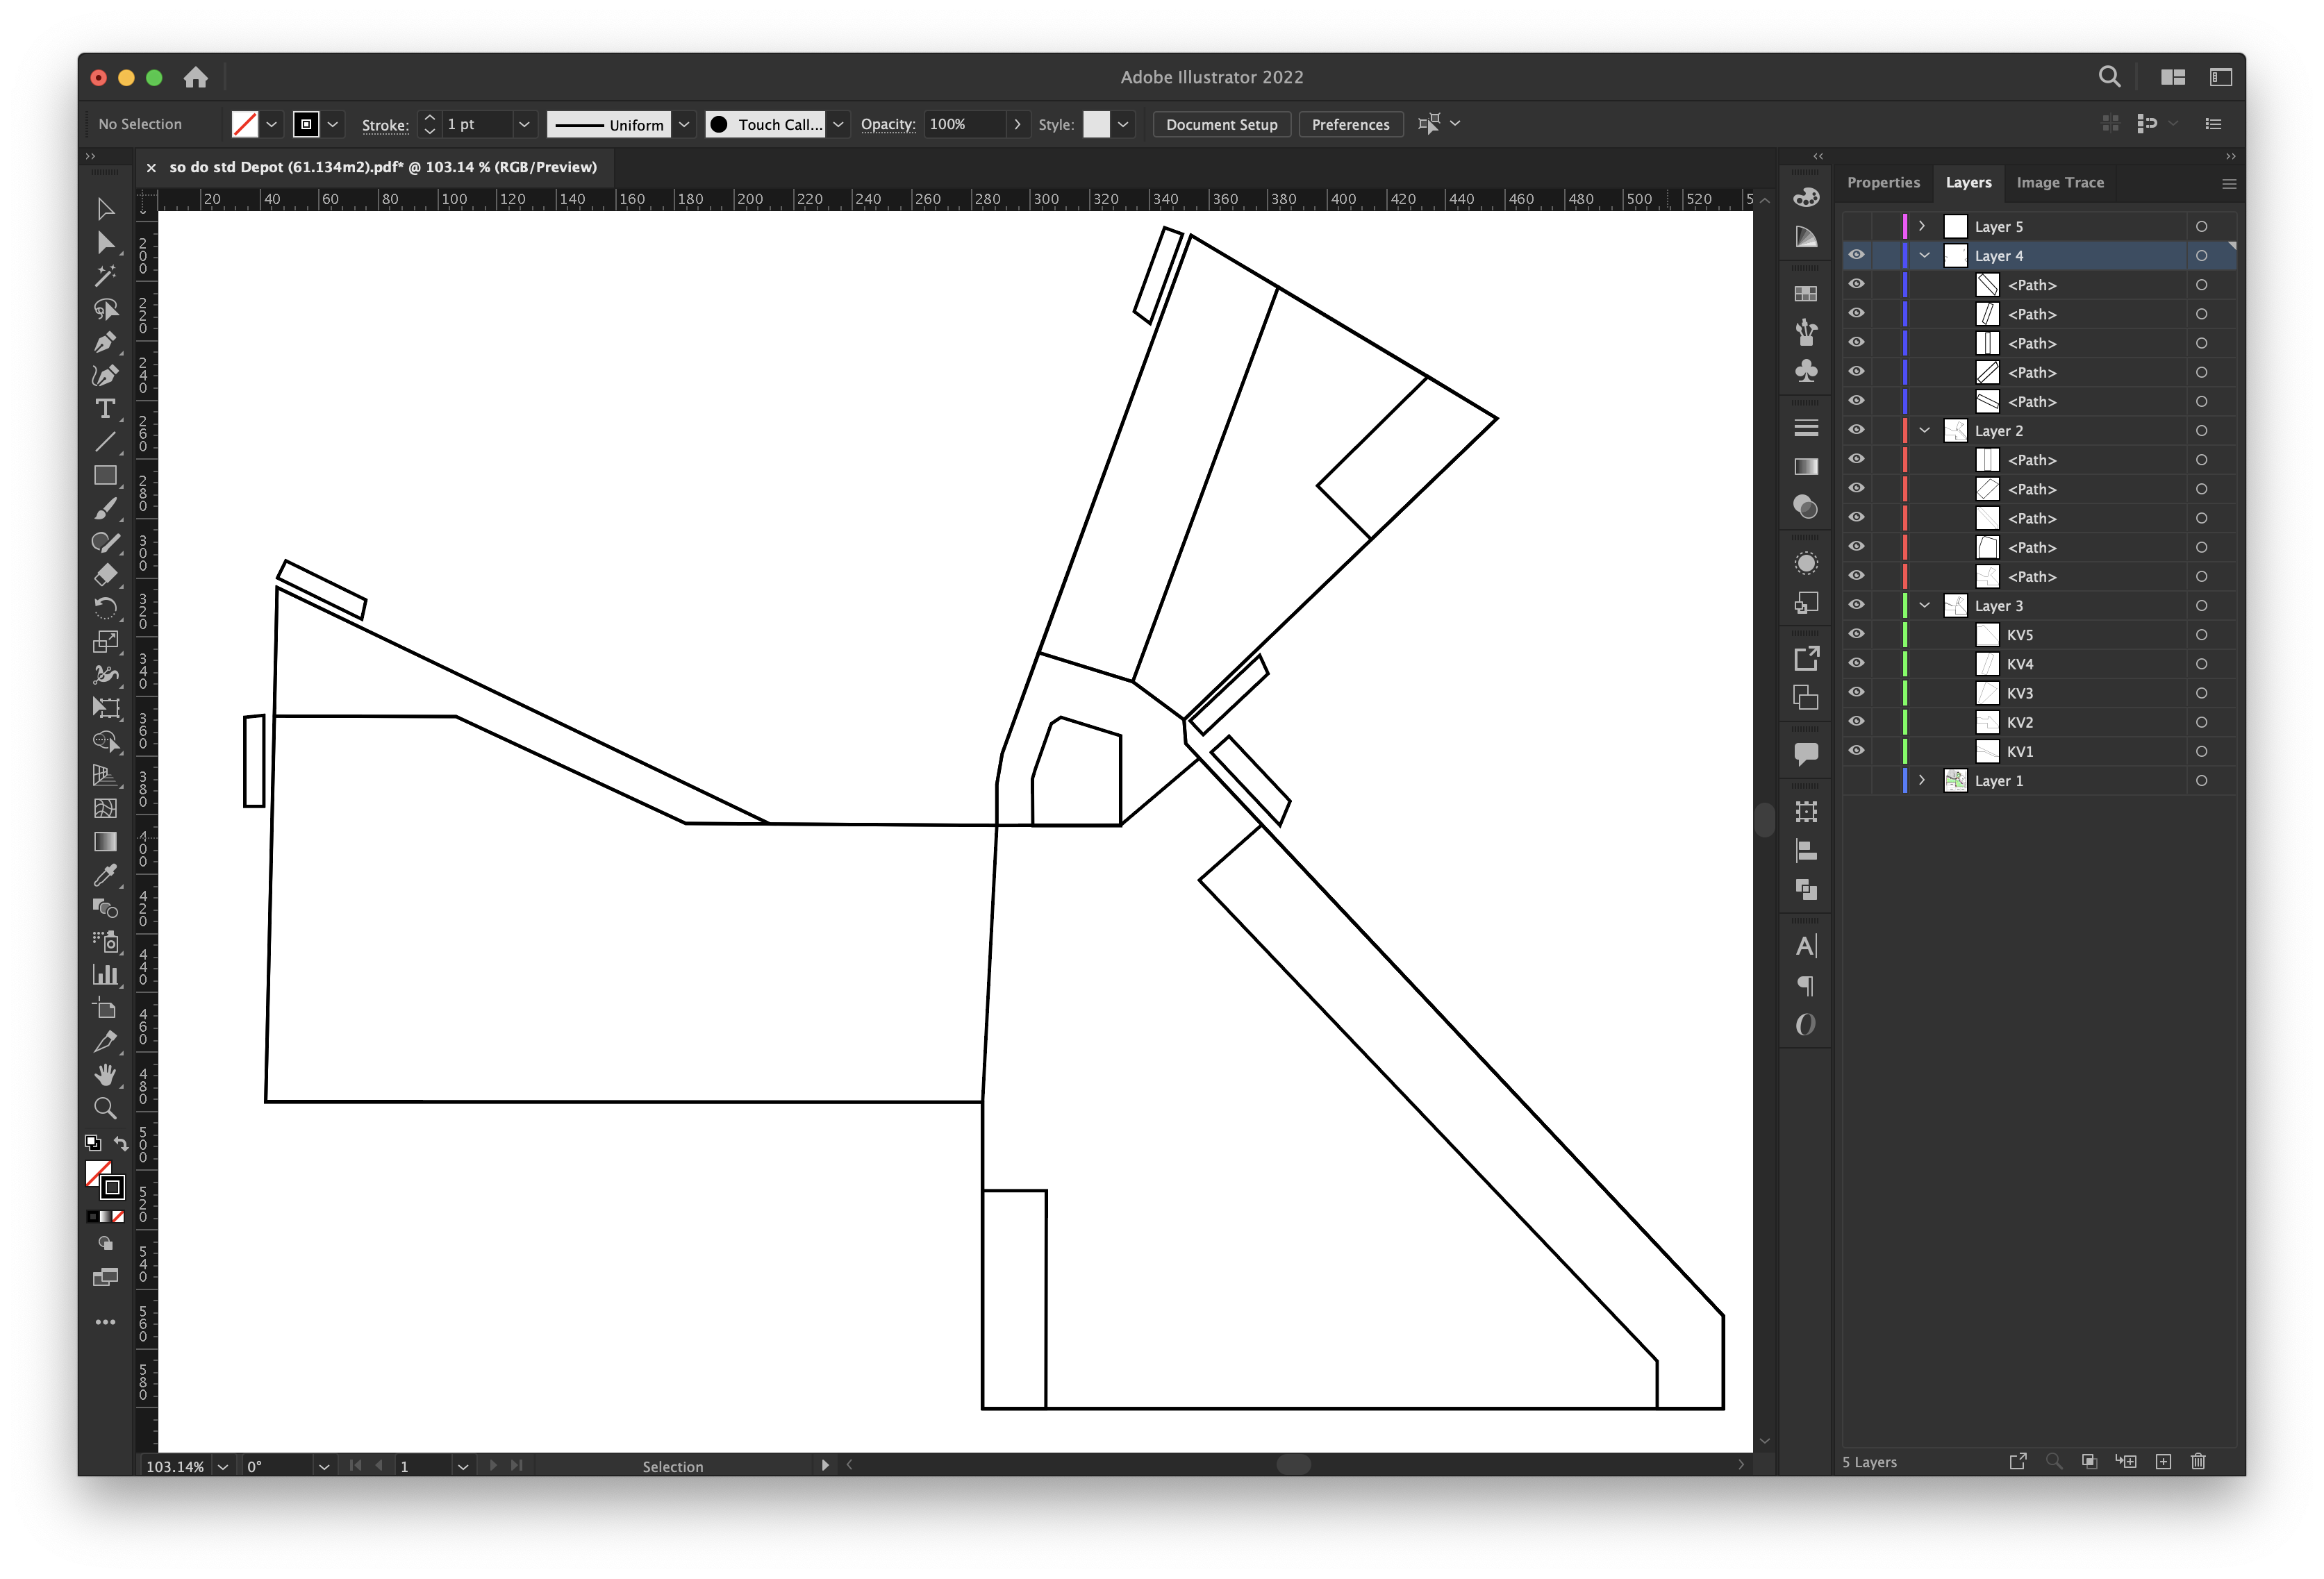 Adobe Illustrator 2022
No Selection Stroke: 1 pt Uniform Touch Call... Opacity: 100% Style: Document Setup Preferences
× so do std Depot (61.134m2).pdf* @ 103.14 % (RGB/Preview)
20 40 60 80 100 120 140 160 180 200 220 240 260 280 300 320 340 360 380 400 420 440 460 480 500 520 5
200
220
240
260
280
300
320
340
360
380
400
420
440
460
480
500
520
540
560
580
Properties Layers Image Trace
Layer 5
Layer 4
<Path>
<Path>
<Path>
<Path>
<Path>
Layer 2
<Path>
<Path>
<Path>
<Path>
<Path>
Layer 3
KV5
KV4
KV3
KV2
KV1
Layer 1
5 Layers
103.14% 0° 1 Selection